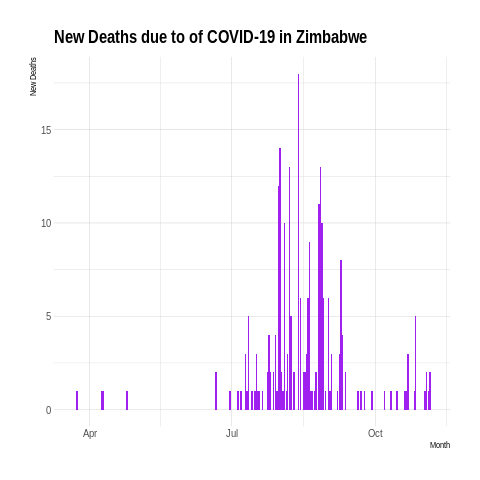 New Deaths due to of COVID-19 in Zimbabwe
New Deaths
15
10
5
0
Apr
Jul
Oct
Month